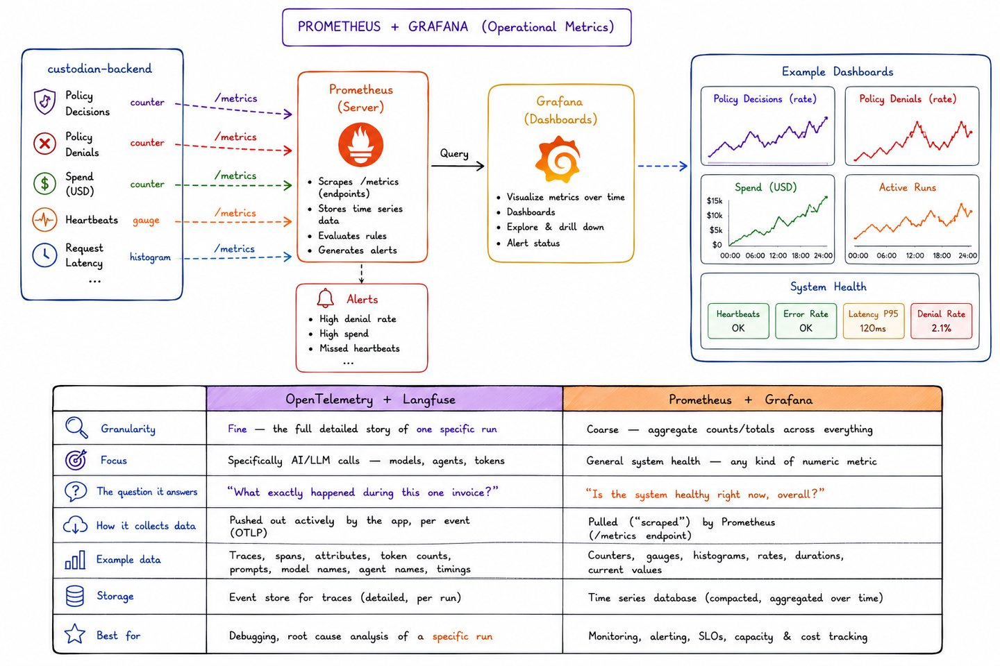 PROMETHEUS + GRAFANA (Operational Metrics)
custodian-backend
Policy
Decisions
counter
/metrics
Policy
Denials
counter
/metrics
Spend
(USD)
counter
/metrics
Heartbeats
gauge
/metrics
Request
Latency
histogram
/metrics
...
Prometheus
(Server)
• Scrapes /metrics
(endpoints)
• Stores time series
data
• Evaluates rules
• Generates alerts
Query
Grafana
(Dashboards)
• Visualize metrics over time
• Dashboards
• Explore & drill down
• Alert status
Alerts
• High denial rate
• High spend
• Missed heartbeats
...
Example Dashboards
Policy Decisions (rate)
Policy Denials (rate)
Spend (USD)
$15k
$10k
$5k
$0
00:00 06:00 12:00 18:00 24:00
Active Runs
00:00 06:00 12:00 18:00 24:00
System Health
Heartbeats
OK
Error Rate
OK
Latency P95
120ms
Denial Rate
2.1%
OpenTelemetry + Langfuse
Prometheus + Grafana
Granularity
Fine — the full detailed story of one specific run
Coarse — aggregate counts/totals across everything
Focus
Specifically AI/LLM calls — models, agents, tokens
General system health — any kind of numeric metric
The question it answers
“What exactly happened during this one invoice?”
“Is the system healthy right now, overall?”
How it collects data
Pushed out actively by the app, per event
(OTLP)
Pulled (“scraped”) by Prometheus
(/metrics endpoint)
Example data
Traces, spans, attributes, token counts,
prompts, model names, agent names, timings
Counters, gauges, histograms, rates, durations,
current values
Storage
Event store for traces (detailed, per run)
Time series database (compacted, aggregated over time)
Best for
Debugging, root cause analysis of a specific run
Monitoring, alerting, SLOs, capacity & cost tracking